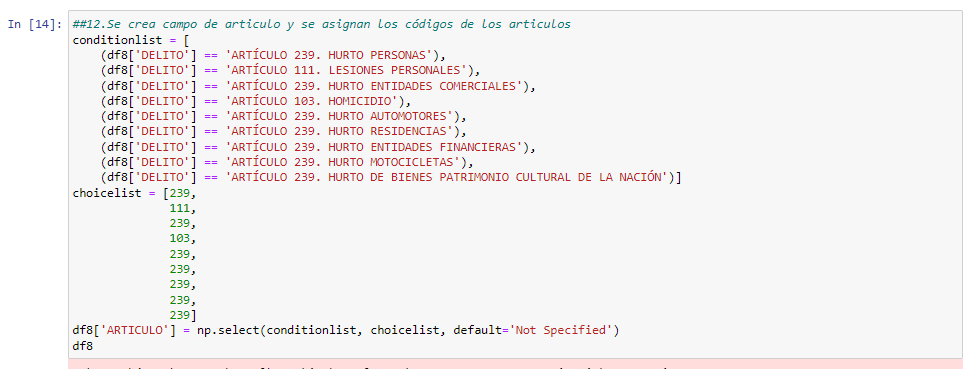 In [14]: ##12.Se crea campo de articulo y se asignan los códigos de los articulos
conditionlist = [
(df8['DELITO'] == 'ARTÍCULO 239. HURTO PERSONAS'),
(df8['DELITO'] == 'ARTÍCULO 111. LESIONES PERSONALES'),
(df8['DELITO'] == 'ARTÍCULO 239. HURTO ENTIDADES COMERCIALES'),
(df8['DELITO'] == 'ARTÍCULO 103. HOMICIDIO'),
(df8['DELITO'] == 'ARTÍCULO 239. HURTO AUTOMOTORES'),
(df8['DELITO'] == 'ARTÍCULO 239. HURTO RESIDENCIAS'),
(df8['DELITO'] == 'ARTÍCULO 239. HURTO ENTIDADES FINANCIERAS'),
(df8['DELITO'] == 'ARTÍCULO 239. HURTO MOTOCICLETAS'),
(df8['DELITO'] == 'ARTÍCULO 239. HURTO DE BIENES PATRIMONIO CULTURAL DE LA NACIÓN')]
choicelist = [239,
111,
239,
103,
239,
239,
239,
239,
239]
df8['ARTICULO'] = np.select(conditionlist, choicelist, default='Not Specified')
df8